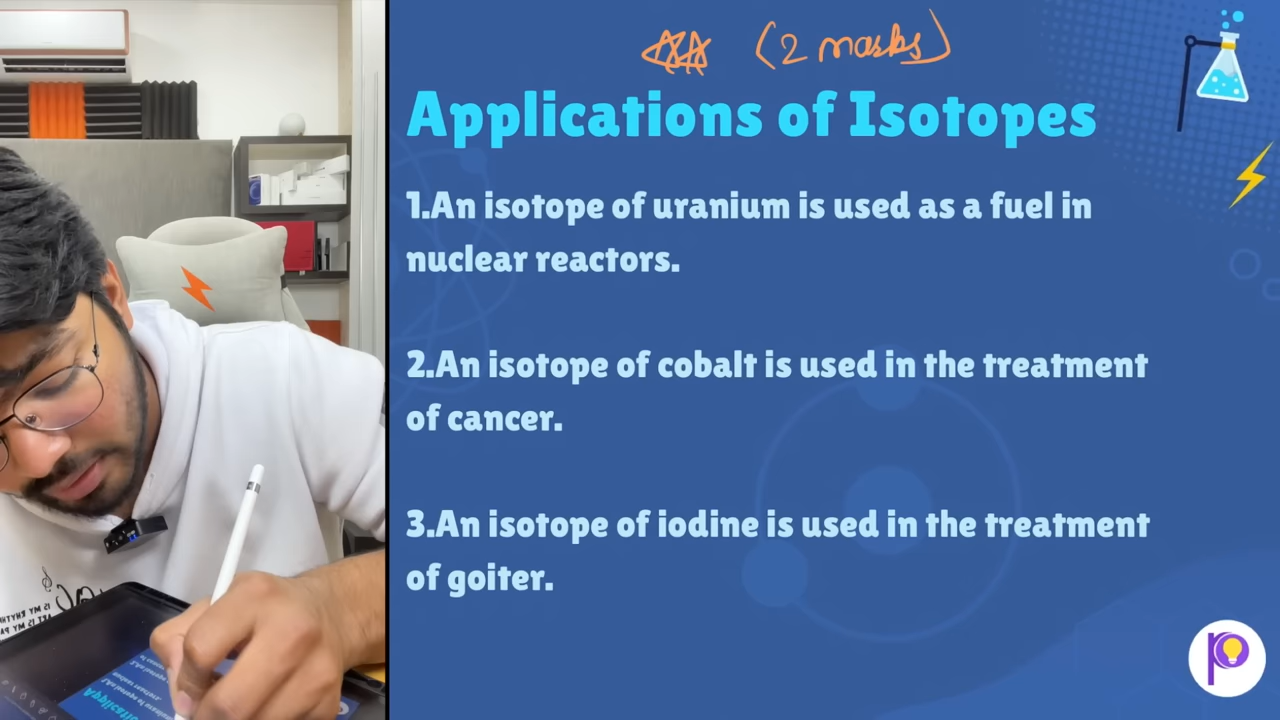 (2 marks)
Applications of Isotopes
1.An isotope of uranium is used as a fuel in
nuclear reactors.
2.An isotope of cobalt is used in the treatment
of cancer.
3.An isotope of iodine is used in the treatment
of goiter.